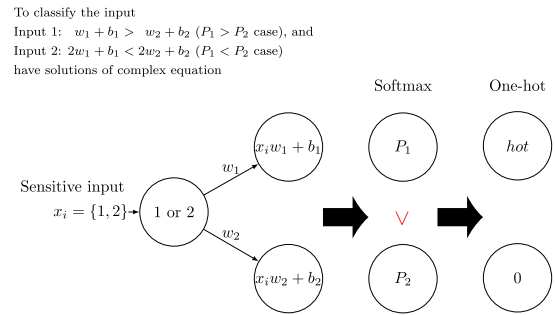 To classify the input
Input 1: w₁ + b₁ > w₂ + b₂ (P₁ > P₂ case), and
Input 2: 2w₁ + b₁ < 2w₂ + b₂ (P₁ < P₂ case)
have solutions of complex equation
Softmax One-hot
xᵢw₁ + b₁ P₁ hot
w₁
Sensitive input
xᵢ = {1, 2} 1 or 2 ∨
w₂
xᵢw₂ + b₂ P₂ 0